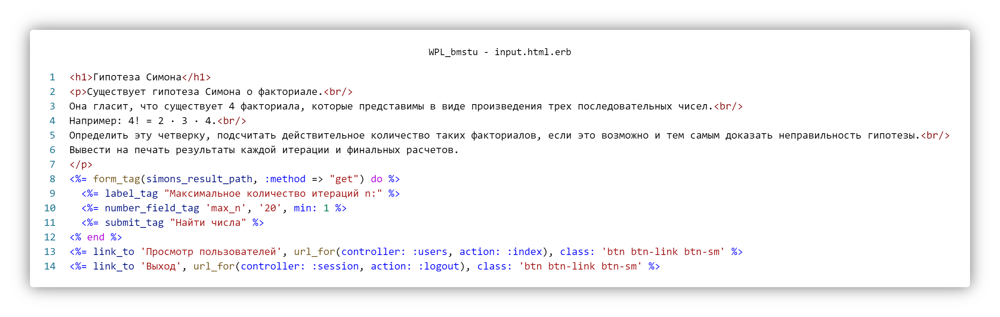 WPL_bmstu - input.html.erb
1 <h1>Гипотеза Симона</h1>
2 <p>Существует гипотеза Симона о факториале.<br/>
3 Она гласит, что существует 4 факториала, которые представимы в виде произведения трех последовательных чисел.<br/>
4 Например: 4! = 2 · 3 · 4.<br/>
5 Определить эту четверку, подсчитать действительное количество таких факториалов, если это возможно и тем самым доказать неправильность гипотезы.<br/>
6 Вывести на печать результаты каждой итерации и финальных расчетов.
7 </p>
8 <%= form_tag(simons_result_path, :method => "get") do %>
9   <%= label_tag "Максимальное количество итераций n:" %>
10   <%= number_field_tag 'max_n', '20', min: 1 %>
11   <%= submit_tag "Найти числа" %>
12 <% end %>
13 <%= link_to 'Просмотр пользователей', url_for(controller: :users, action: :index), class: 'btn btn-link btn-sm' %>
14 <%= link_to 'Выход', url_for(controller: :session, action: :logout), class: 'btn btn-link btn-sm' %>